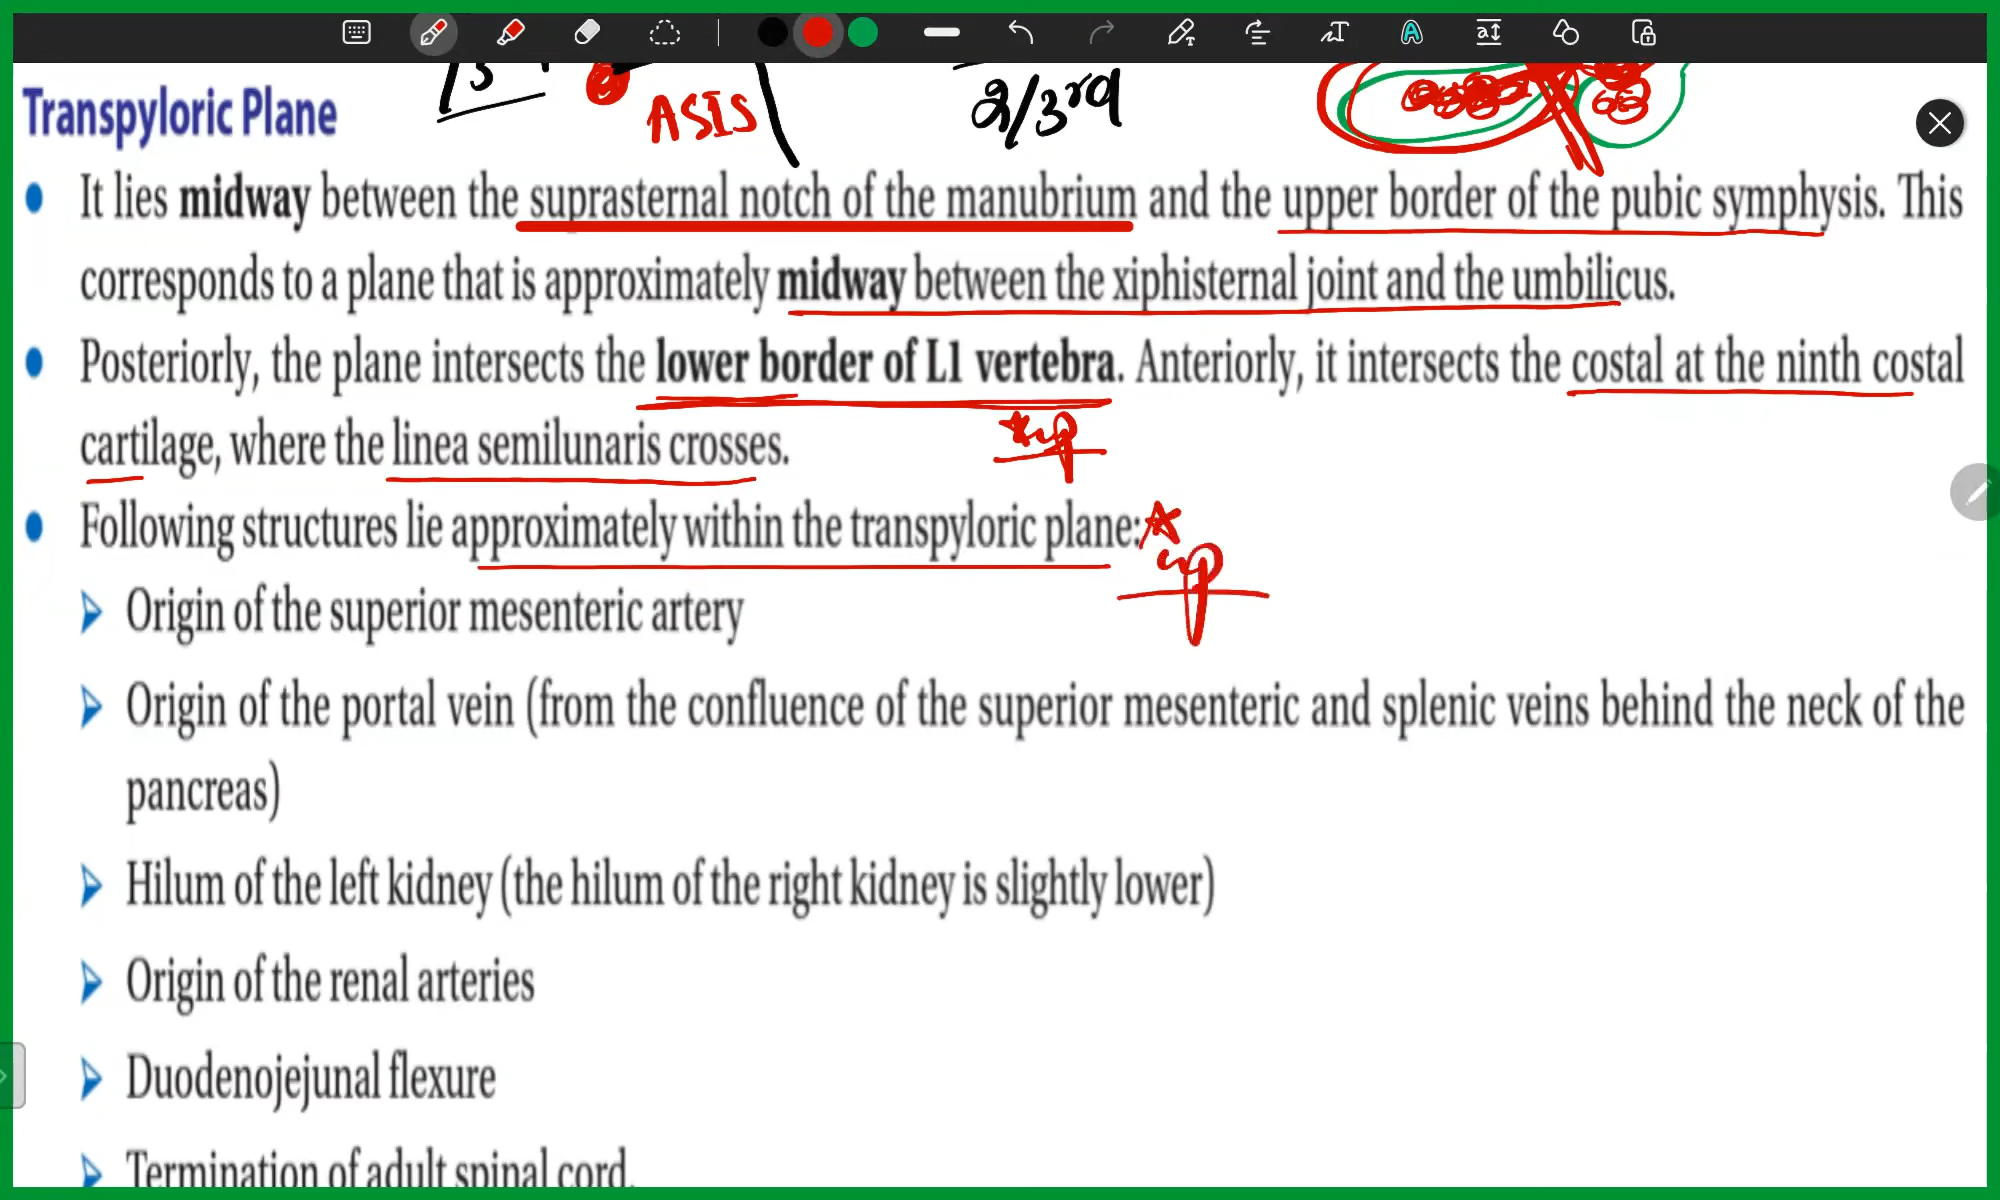 ASIS
2/3rd
Transpyloric Plane
It lies midway between the suprasternal notch of the manubrium and the upper border of the pubic symphysis. This
corresponds to a plane that is approximately midway between the xiphisternal joint and the umbilicus.
Posteriorly, the plane intersects the lower border of L1 vertebra. Anteriorly, it intersects the costal at the ninth costal
cartilage, where the linea semilunaris crosses.
Following structures lie approximately within the transpyloric plane:
Origin of the superior mesenteric artery
Origin of the portal vein (from the confluence of the superior mesenteric and splenic veins behind the neck of the
pancreas)
Hilum of the left kidney (the hilum of the right kidney is slightly lower)
Origin of the renal arteries
Duodenojejunal flexure
Termination of adult spinal cord.